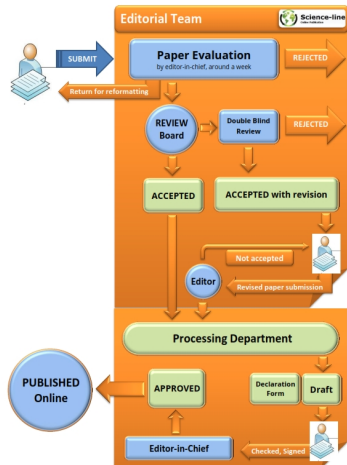 Editorial Team
Science-line
Online Publication
SUBMIT
Paper Evaluation
by editor-in-chief, around a week
REJECTED
Return for reformatting
REVIEW
Board
Double Blind
Review
REJECTED
ACCEPTED
ACCEPTED with revision
Not accepted
Editor
Revised paper submission
Processing Department
PUBLISHED
Online
APPROVED
Declaration
Form
Draft
Editor-in-Chief
Checked, Signed